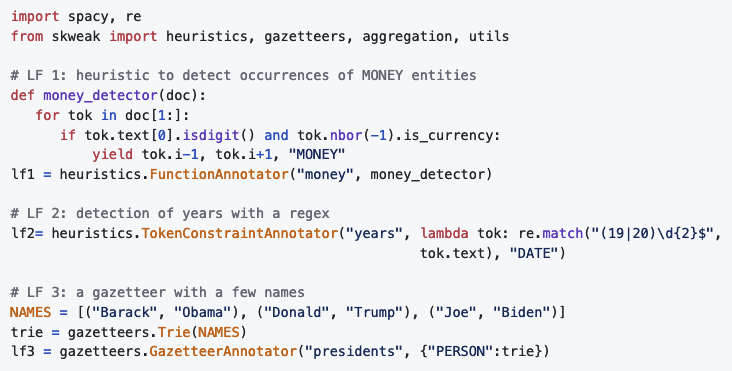 import spacy, re
from skweak import heuristics, gazetteers, aggregation, utils

# LF 1: heuristic to detect occurrences of MONEY entities
def money_detector(doc):
   for tok in doc[1:]:
      if tok.text[0].isdigit() and tok.nbor(-1).is_currency:
          yield tok.i-1, tok.i+1, "MONEY"
lf1 = heuristics.FunctionAnnotator("money", money_detector)

# LF 2: detection of years with a regex
lf2= heuristics.TokenConstraintAnnotator("years", lambda tok: re.match("(19|20)\d{2}$",
                                                  tok.text), "DATE")

# LF 3: a gazetteer with a few names
NAMES = [("Barack", "Obama"), ("Donald", "Trump"), ("Joe", "Biden")]
trie = gazetteers.Trie(NAMES)
lf3 = gazetteers.GazetteerAnnotator("presidents", {"PERSON":trie})